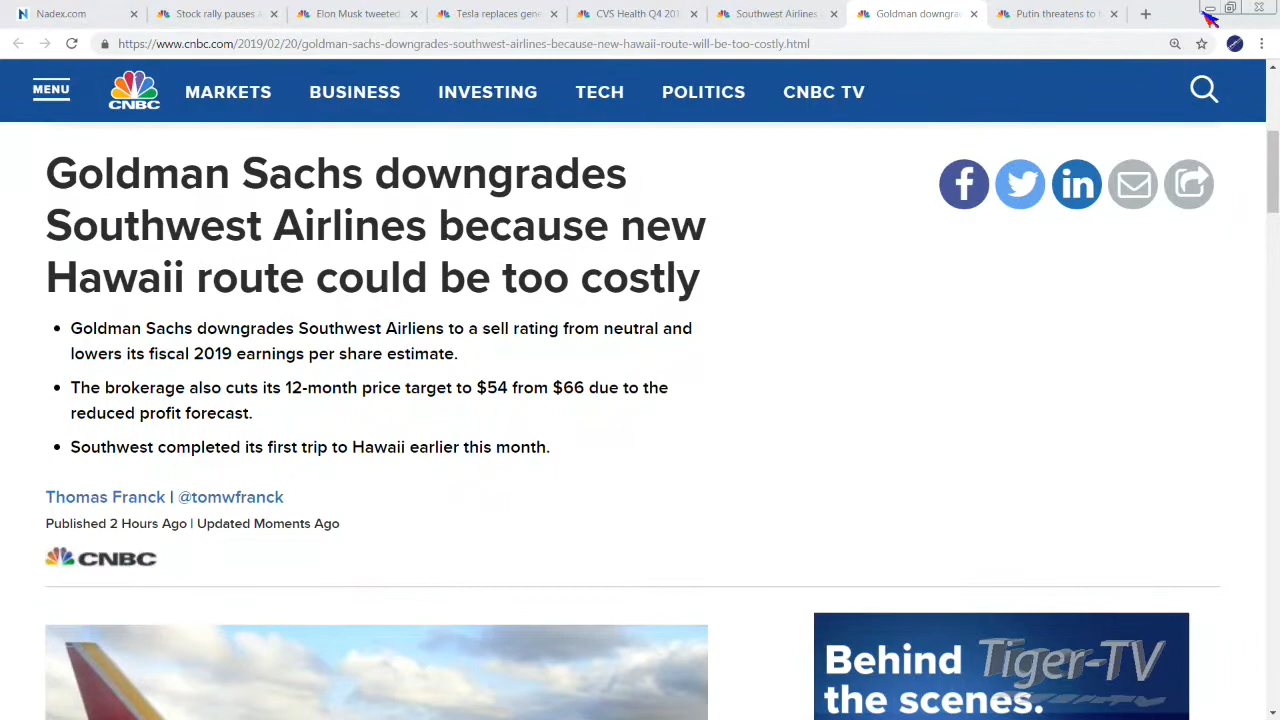 Nadex.com
Stock rally pauses a
Elon Musk tweeted
Tesla replaces gene
CVS Health Q4 201
Southwest Airlines
Goldman downgra
Putin threatens to t
https://www.cnbc.com/2019/02/20/goldman-sachs-downgrades-southwest-airlines-because-new-hawaii-route-will-be-too-costly.html
MENU
CNBC
MARKETS BUSINESS INVESTING TECH POLITICS CNBC TV
Goldman Sachs downgrades
Southwest Airlines because new
Hawaii route could be too costly
• Goldman Sachs downgrades Southwest Airliens to a sell rating from neutral and
lowers its fiscal 2019 earnings per share estimate.
• The brokerage also cuts its 12-month price target to $54 from $66 due to the
reduced profit forecast.
• Southwest completed its first trip to Hawaii earlier this month.
Thomas Franck | @tomwfranck
Published 2 Hours Ago | Updated Moments Ago
CNBC
Behind
the scenes.
Tiger-TV